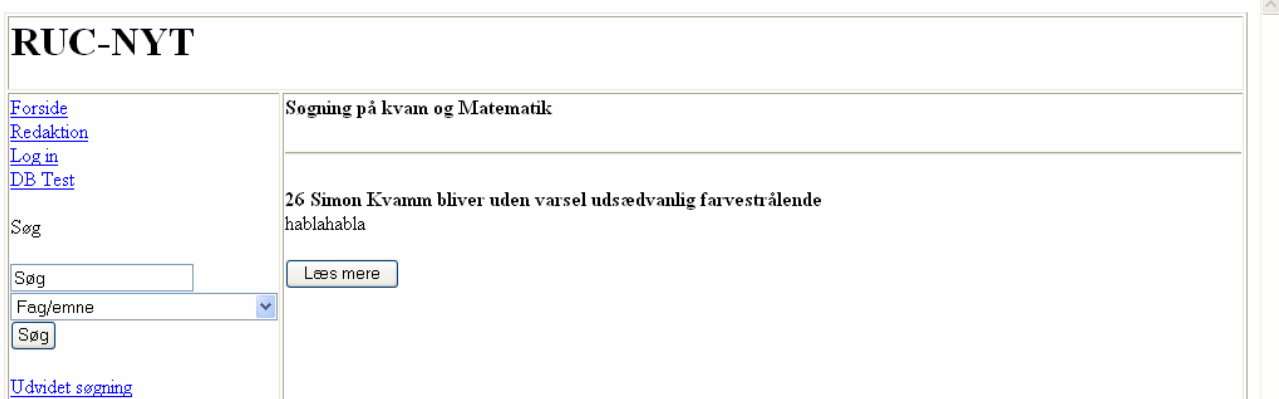 RUC-NYT
Forside
Redaktion
Log in
DB Test
Søg
Søg
Fag/emne
Søg
Udvidet søgning
Søgning på kvam og Matematik
26 Simon Kvamm bliver uden varsel udsædvanlig farvestrålende
hablahabla
Læs mere